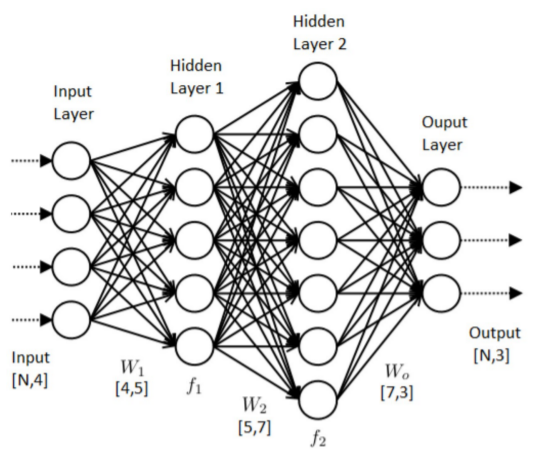 Hidden
Layer 2
Hidden
Layer 1
Input
Layer
Ouput
Layer
Input
[N,4]
W₁
[4,5]
f₁
W₂
[5,7]
f₂
Wₒ
[7,3]
Output
[N,3]